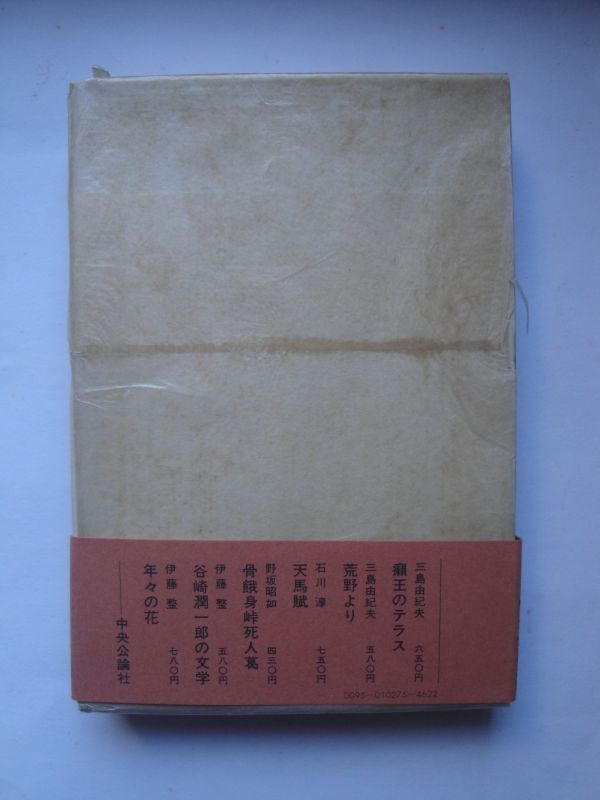 三島由紀夫 六五〇円
癩王のテラス
三島由紀夫 五八〇円
荒野より
石川淳 七五〇円
天馬賦
野坂昭如 四三〇円
骨餓身峠死人葛
伊藤整 五八〇円
谷崎潤一郎の文学
伊藤整 七八〇円
年々の花
中央公論社
0095-010275-4622